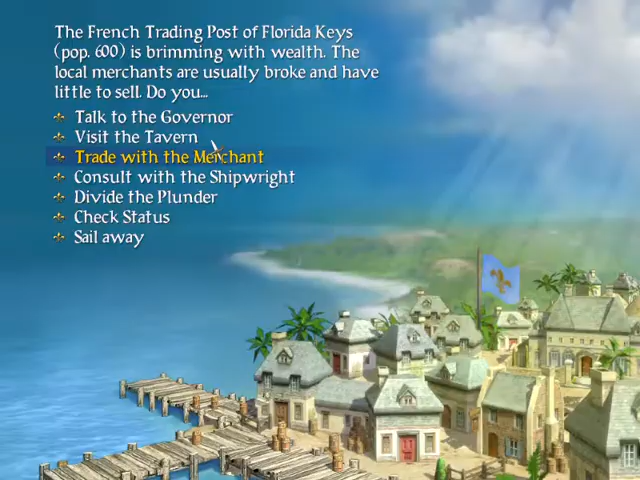 The French Trading Post of Florida Keys
(pop. 600) is brimming with wealth. The
local merchants are usually broke and have
little to sell. Do you...
Talk to the Governor
Visit the Tavern
Trade with the Merchant
Consult with the Shipwright
Divide the Plunder
Check Status
Sail away